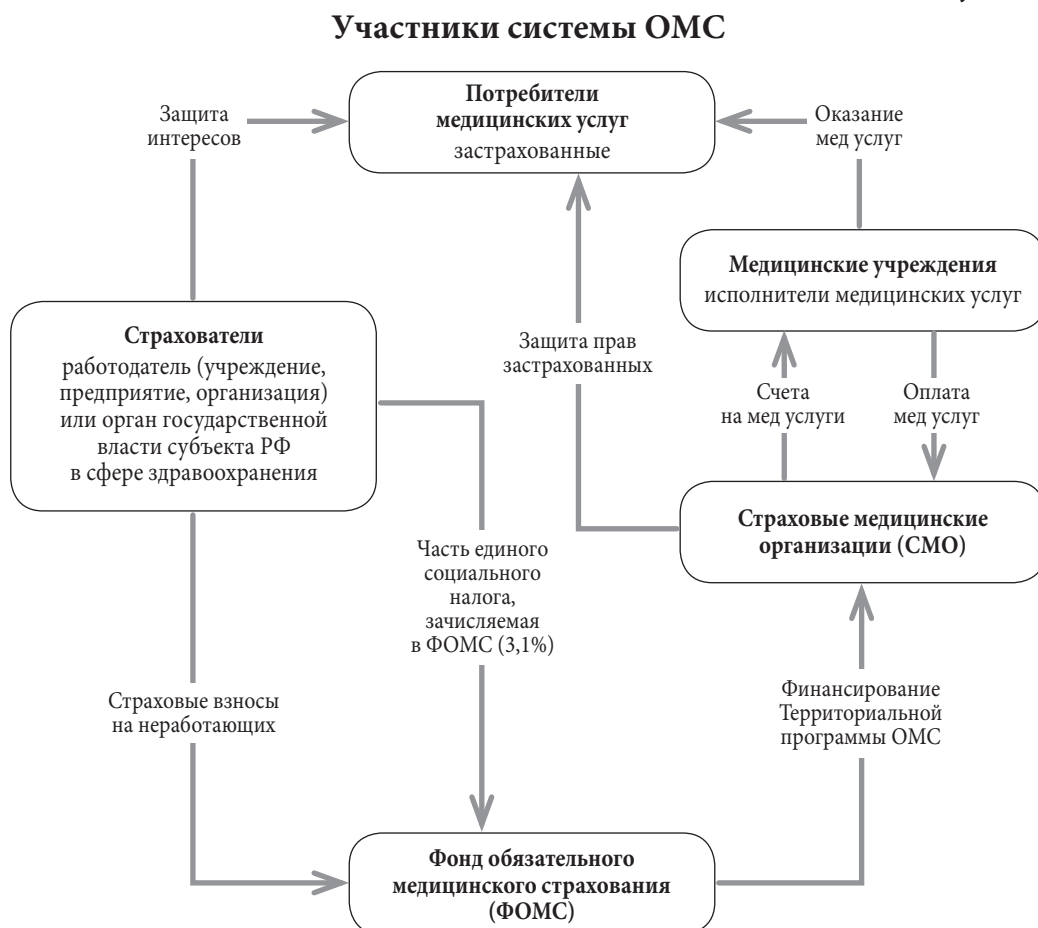 Участники системы ОМС
Потребители
медицинских услуг
застрахованные
Защита
интересов
Оказание
мед услуг
Медицинские учреждения
исполнители медицинских услуг
Страхователи
работодатель (учреждение,
предприятие, организация)
или орган государственной
власти субъекта РФ
в сфере здравоохранения
Защита прав
застрахованных
Счета
на мед услуги
Оплата
мед услуг
Страховые медицинские
организации (СМО)
Часть единого
социального
налога,
зачисляемая
в ФОМС (3,1%)
Страховые взносы
на неработающих
Финансирование
Территориальной
программы ОМС
Фонд обязательного
медицинского страхования
(ФОМС)